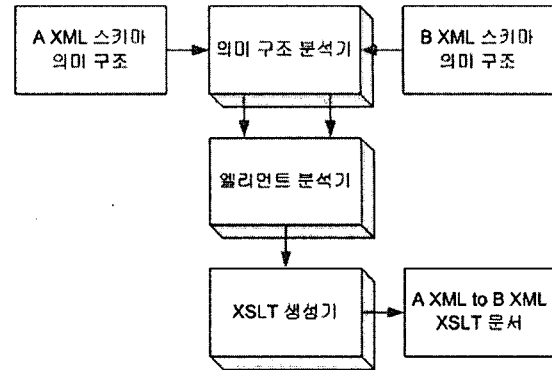 A XML 스키마
의미 구조
의미 구조 분석기
B XML 스키마
의미 구조
엘리먼트 분석기
XSLT 생성기
A XML to B XML
XSLT 문서